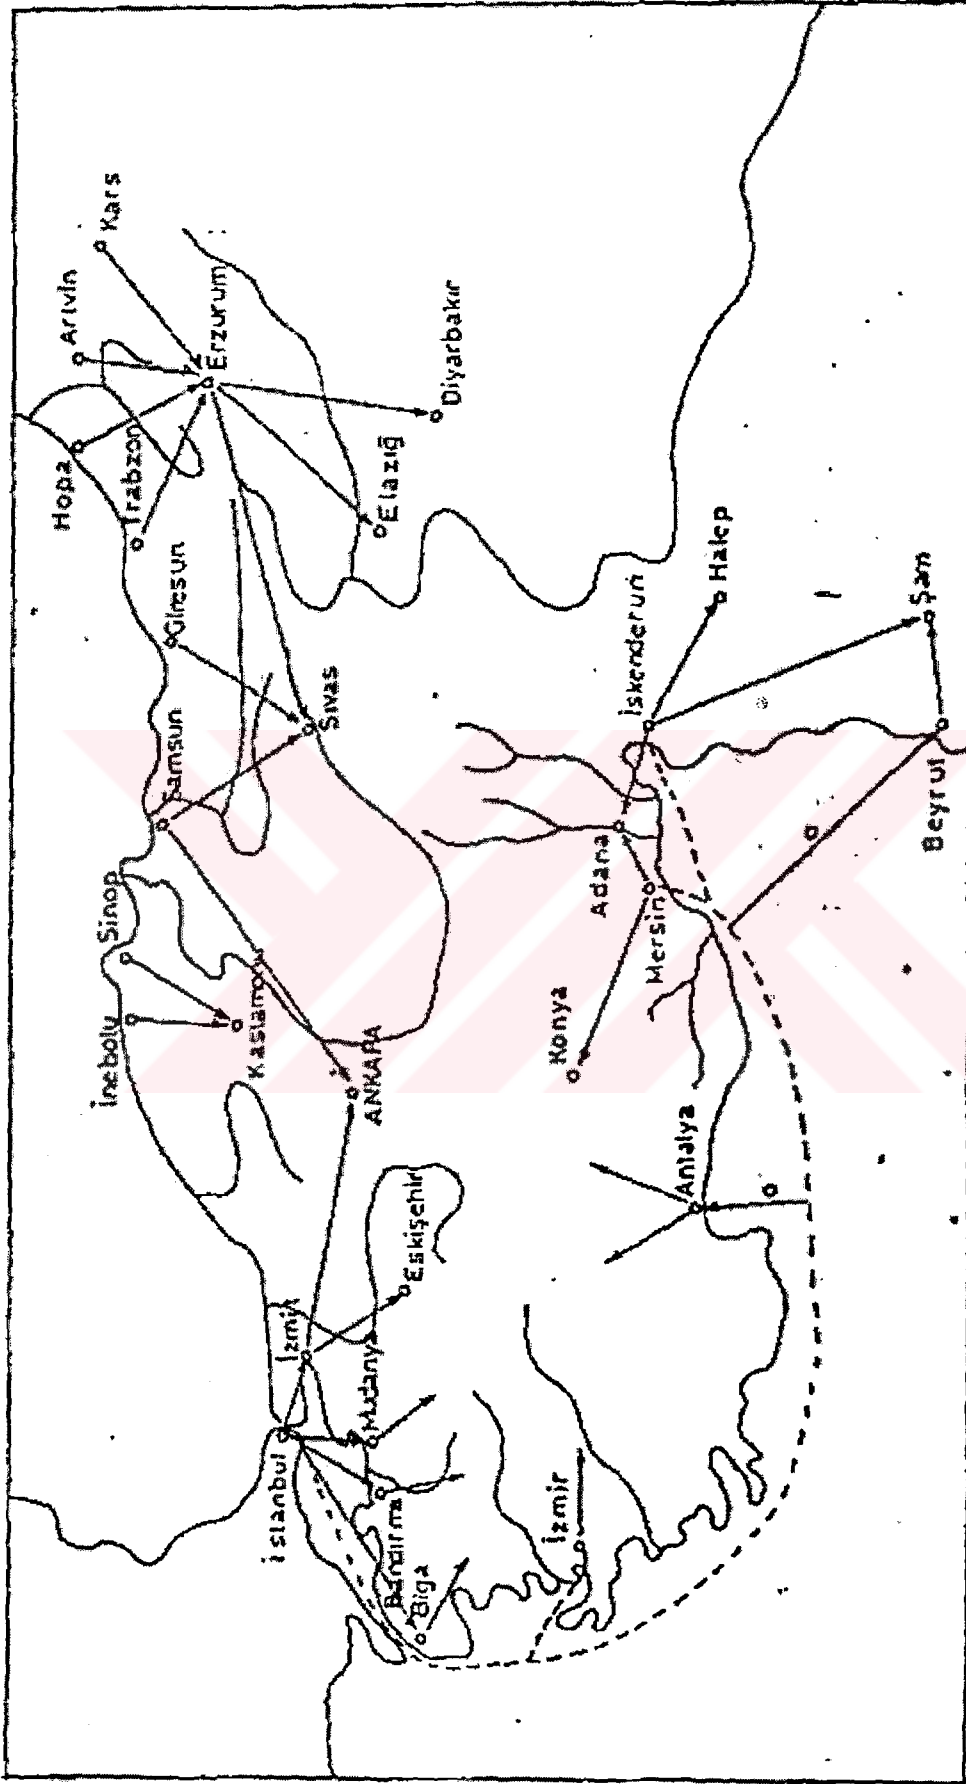 Hopa
Artvin
Kars
Trabzon
Erzurum
Giresun
Samsun
Sinop
İnebolu
Kastamonu
Sivas
Elazığ
Diyarbakır
ANKARA
İstanbul
İzmit
Mudanya
Eskişehir
Bandırma
Biga
İzmir
Konya
Antalya
Adana
Mersin
İskenderun
Halep
Şam
Beyrut